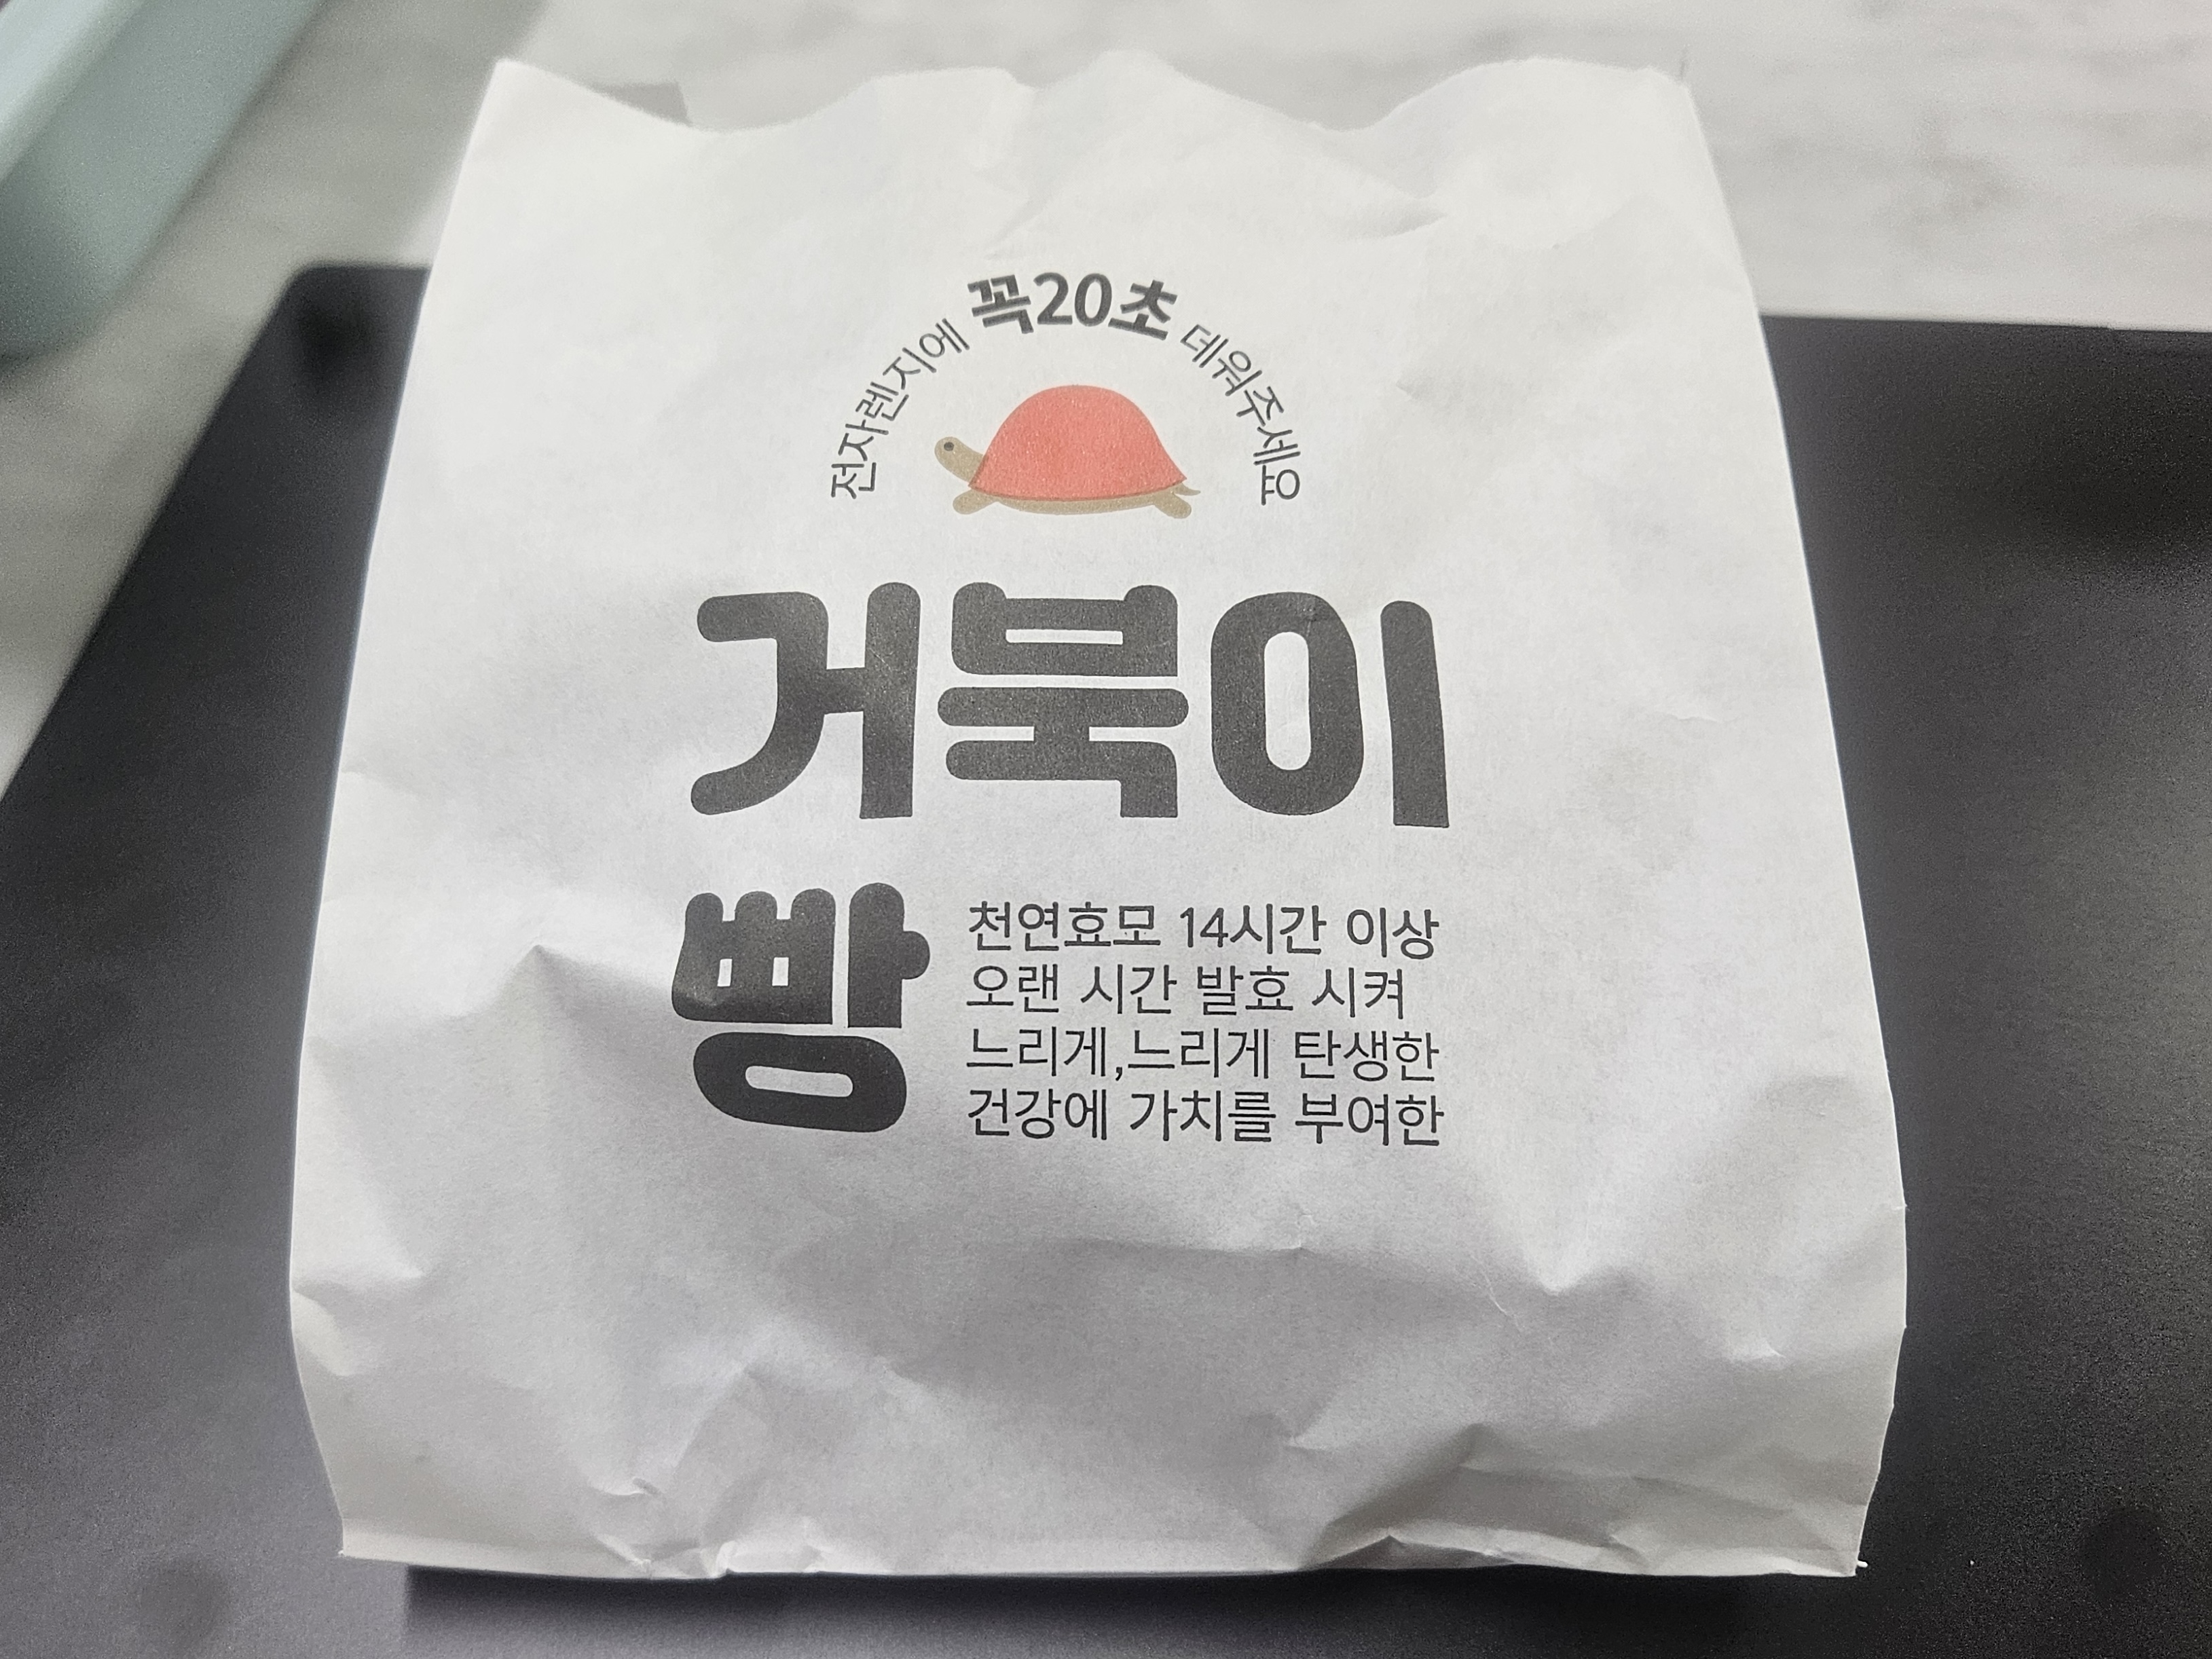 전자렌지에 꼭20초 데워주세요
거북이
빵
천연효모 14시간 이상
오랜 시간 발효 시켜
느리게,느리게 탄생한
건강에 가치를 부여한